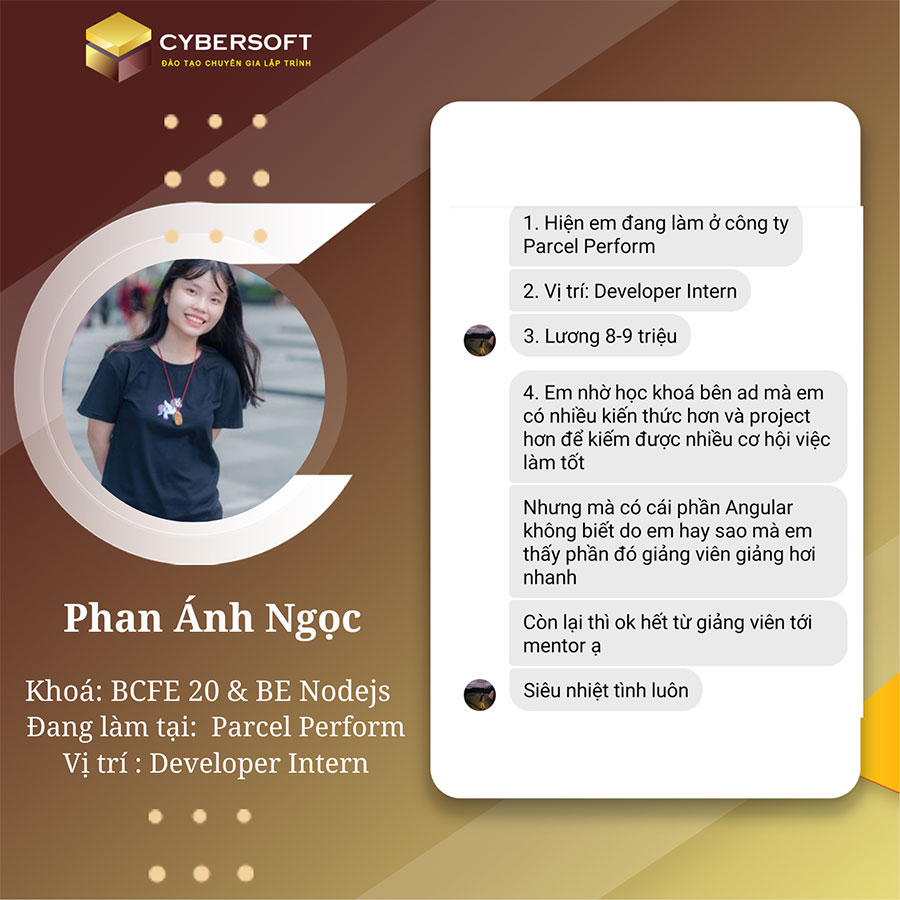 CYBERSOFT
ĐÀO TẠO CHUYÊN GIA LẬP TRÌNH
Phan Ánh Ngọc
Khoá: BCFE 20 & BE Nodejs
Đang làm tại: Parcel Perform
Vị trí : Developer Intern
1. Hiện em đang làm ở công ty
Parcel Perform
2. Vị trí: Developer Intern
3. Lương 8-9 triệu
4. Em nhờ học khoá bên ad mà em
có nhiều kiến thức hơn và project
hơn để kiếm được nhiều cơ hội việc
làm tốt
Nhưng mà có cái phần Angular
không biết do em hay sao mà em
thấy phần đó giảng viên giảng hơi
nhanh
Còn lại thì ok hết từ giảng viên tới
mentor ạ
Siêu nhiệt tình luôn